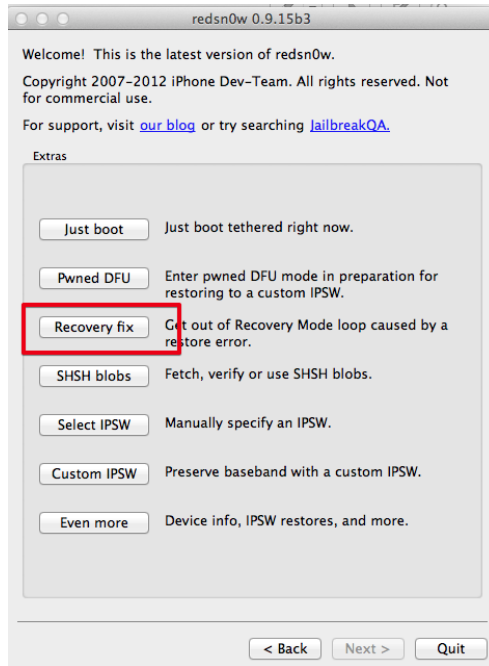 redsn0w 0.9.15b3
Welcome! This is the latest version of redsn0w.
Copyright 2007-2012 iPhone Dev-Team. All rights reserved. Not
for commercial use.
For support, visit our blog or try searching JailbreakQA.
Extras
Just boot Just boot tethered right now.
Pwned DFU Enter pwned DFU mode in preparation for
restoring to a custom IPSW.
Recovery fix Get out of Recovery Mode loop caused by a
restore error.
SHSH blobs Fetch, verify or use SHSH blobs.
Select IPSW Manually specify an IPSW.
Custom IPSW Preserve baseband with a custom IPSW.
Even more Device info, IPSW restores, and more.
< Back Next > Quit